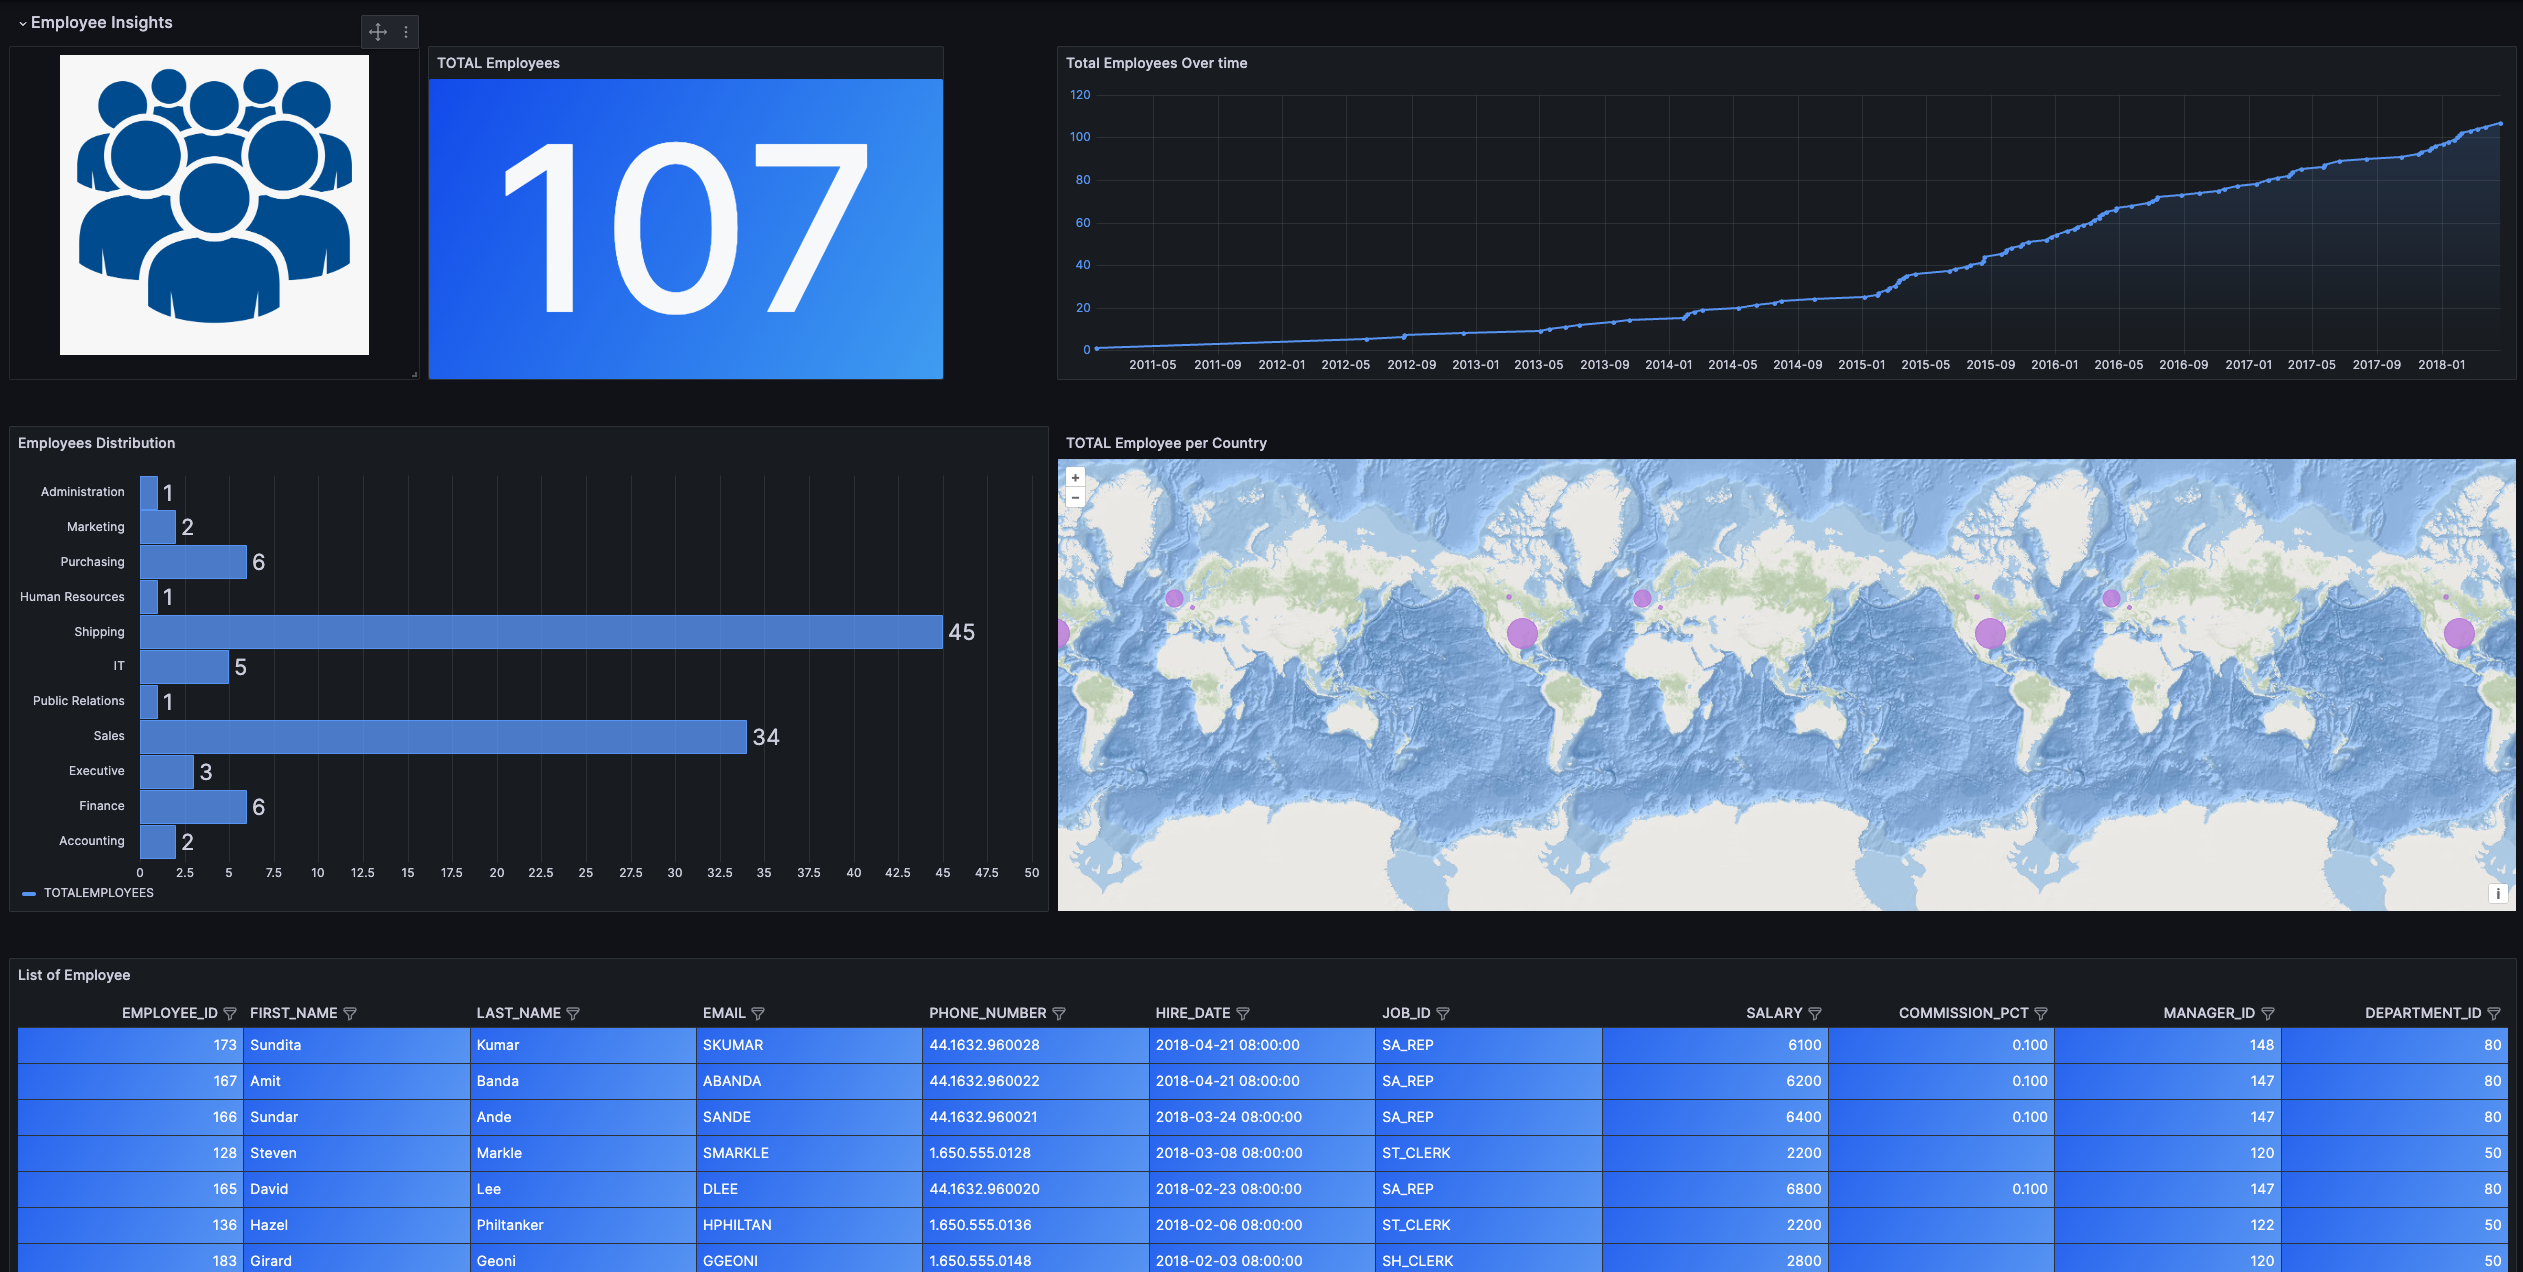 Employee Insights
TOTAL Employees
107
Total Employees Over time
120
100
80
60
40
20
0
2011-05 2011-09 2012-01 2012-05 2012-09 2013-01 2013-05 2013-09 2014-01 2014-05 2014-09 2015-01 2015-05 2015-09 2016-01 2016-05 2016-09 2017-01 2017-05 2017-09 2018-01
Employees Distribution
Administration 1
Marketing 2
Purchasing 6
Human Resources 1
Shipping 45
IT 5
Public Relations 1
Sales 34
Executive 3
Finance 6
Accounting 2
0 2.5 5 7.5 10 12.5 15 17.5 20 22.5 25 27.5 30 32.5 35 37.5 40 42.5 45 47.5 50
TOTALEMPLOYEES
TOTAL Employee per Country
+
−
i
List of Employee
EMPLOYEE_ID FIRST_NAME LAST_NAME EMAIL PHONE_NUMBER HIRE_DATE JOB_ID SALARY COMMISSION_PCT MANAGER_ID DEPARTMENT_ID
173 Sundita Kumar SKUMAR 44.1632.960028 2018-04-21 08:00:00 SA_REP 6100 0.100 148 80
167 Amit Banda ABANDA 44.1632.960022 2018-04-21 08:00:00 SA_REP 6200 0.100 147 80
166 Sundar Ande SANDE 44.1632.960021 2018-03-24 08:00:00 SA_REP 6400 0.100 147 80
128 Steven Markle SMARKLE 1.650.555.0128 2018-03-08 08:00:00 ST_CLERK 2200 120 50
165 David Lee DLEE 44.1632.960020 2018-02-23 08:00:00 SA_REP 6800 0.100 147 80
136 Hazel Philtanker HPHILTAN 1.650.555.0136 2018-02-06 08:00:00 ST_CLERK 2200 122 50
183 Girard Geoni GGEONI 1.650.555.0148 2018-02-03 08:00:00 SH_CLERK 2800 120 50